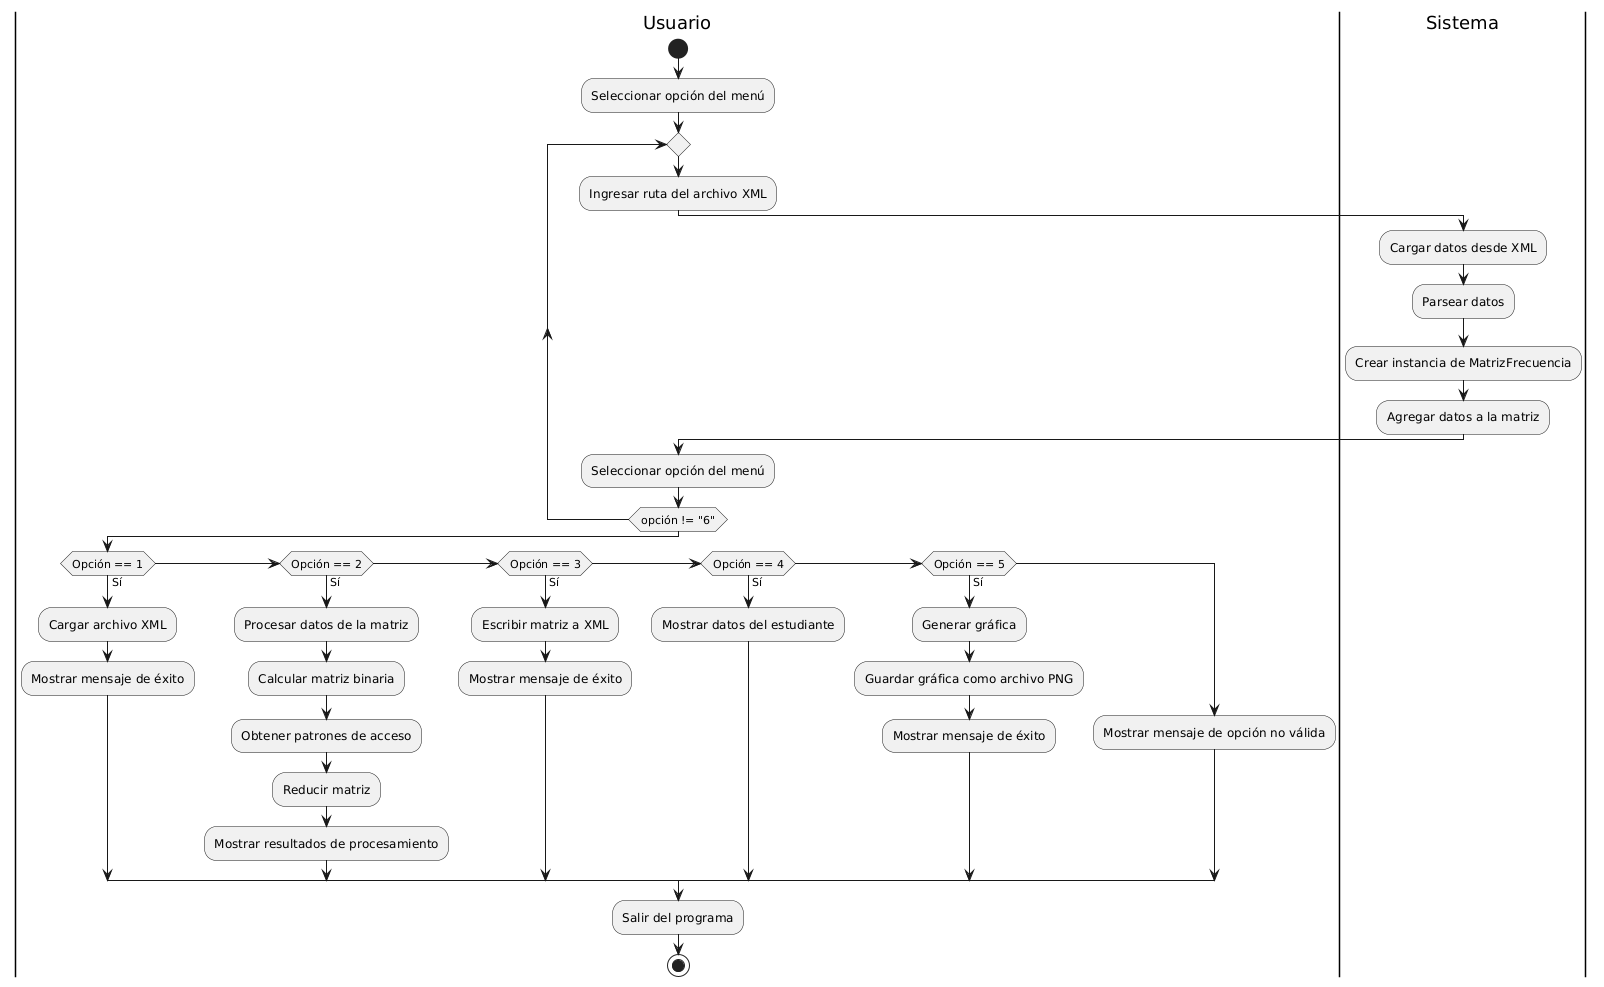 Usuario
Sistema
Seleccionar opción del menú
Ingresar ruta del archivo XML
Cargar datos desde XML
Parsear datos
Crear instancia de MatrizFrecuencia
Agregar datos a la matriz
Seleccionar opción del menú
opción != "6"
Opción == 1
Sí
Cargar archivo XML
Mostrar mensaje de éxito
Opción == 2
Sí
Procesar datos de la matriz
Calcular matriz binaria
Obtener patrones de acceso
Reducir matriz
Mostrar resultados de procesamiento
Opción == 3
Sí
Escribir matriz a XML
Mostrar mensaje de éxito
Opción == 4
Sí
Mostrar datos del estudiante
Opción == 5
Sí
Generar gráfica
Guardar gráfica como archivo PNG
Mostrar mensaje de éxito
Mostrar mensaje de opción no válida
Salir del programa